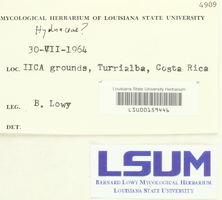 4909
MYCOLOGICAL HERBARIUM OF LOUISIANA STATE UNIVERSITY
Hydnaceae?
30-VII-1964
LOC. IICA grounds, Turrialba, Costa Rica
Louisiana State University Herbarium
LEG. B. Lowy
LSU00159446
DET.
LSUM
BERNARD LOWY MYCOLOGICAL HERBARIUM
LOUISIANA STATE UNIVERSITY